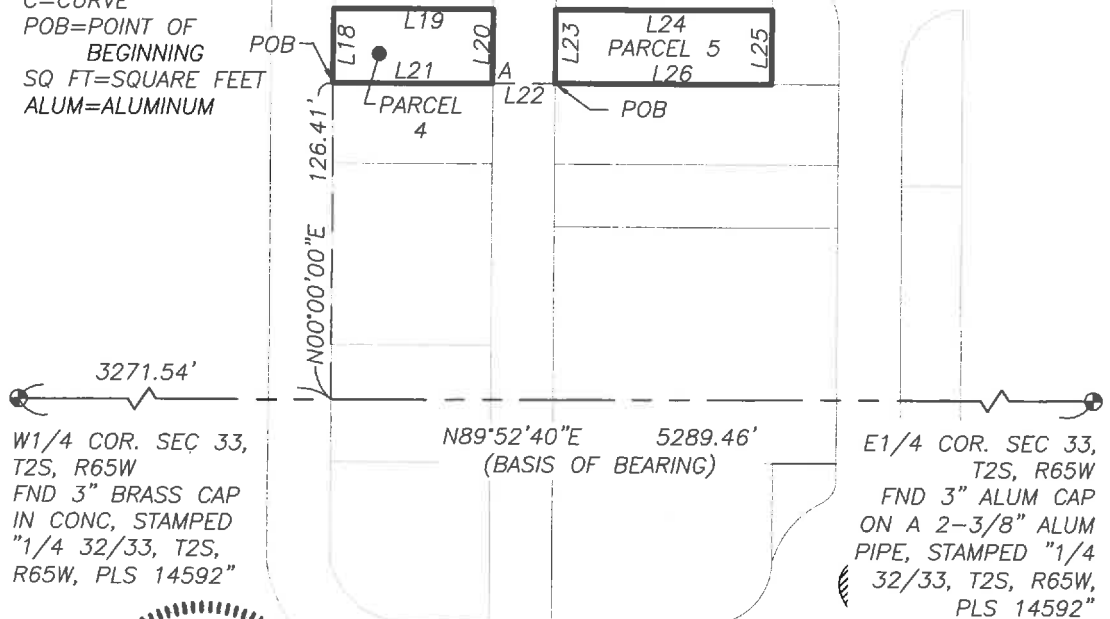 C=CURVE
POB=POINT OF
BEGINNING
SQ FT=SQUARE FEET
ALUM=ALUMINUM
POB
L18
L19
L20
L21
PARCEL
4
A
L22
L23
L24
PARCEL 5
L25
L26
POB
126.41'
N00°00'00"E
3271.54'
N89°52'40"E 5289.46'
(BASIS OF BEARING)
W1/4 COR. SEC 33,
T2S, R65W
FND 3" BRASS CAP
IN CONC, STAMPED
"1/4 32/33, T2S,
R65W, PLS 14592"
E1/4 COR. SEC 33,
T2S, R65W
FND 3" ALUM CAP
ON A 2-3/8" ALUM
PIPE, STAMPED "1/4
32/33, T2S, R65W,
PLS 14592"